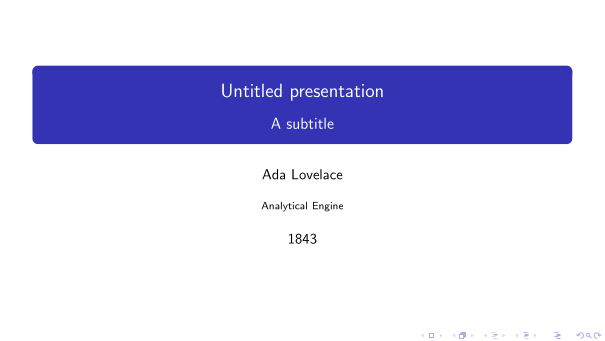 Untitled presentation
A subtitle
Ada Lovelace
Analytical Engine
1843